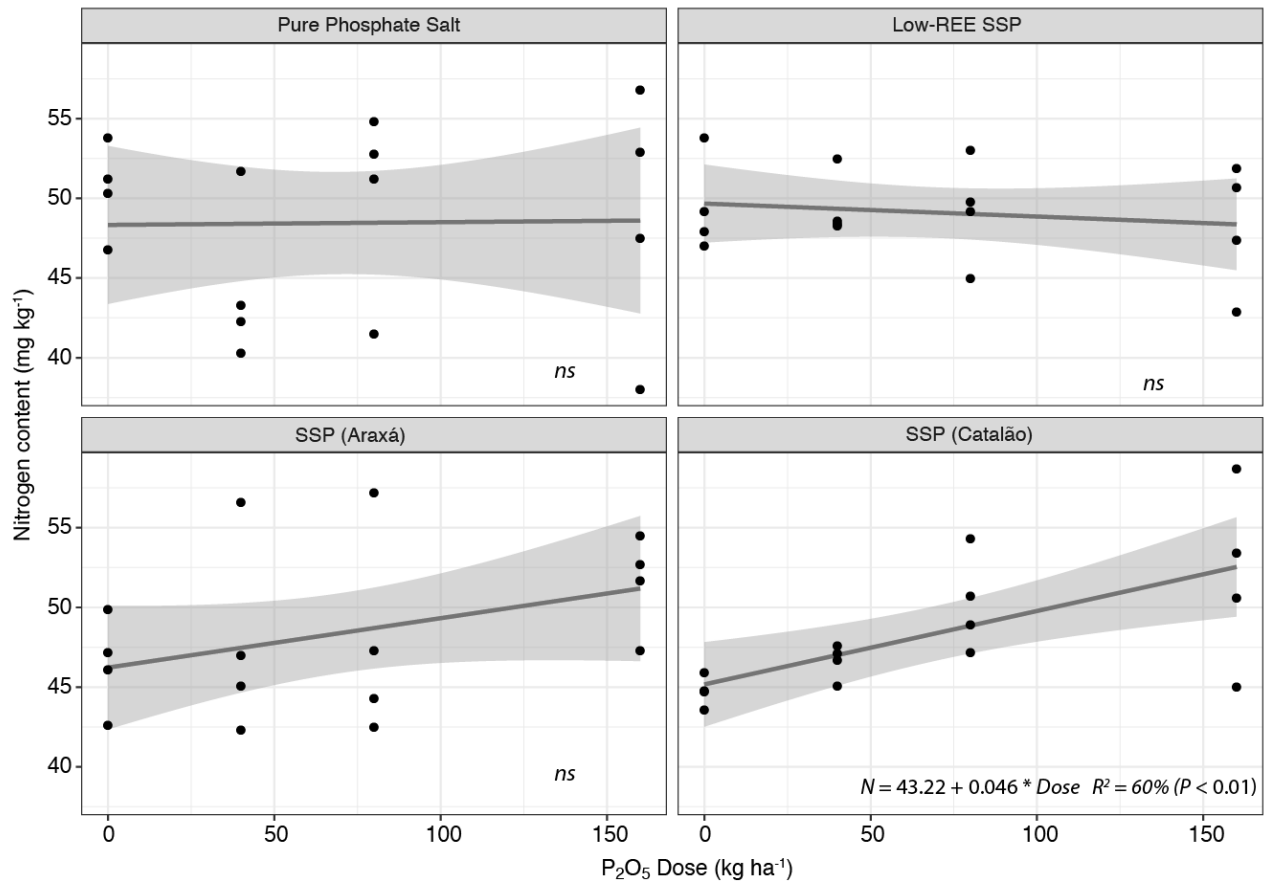 Pure Phosphate Salt
Low-REE SSP
55
50
45
40
ns
ns
SSP (Araxá)
SSP (Catalão)
55
50
45
40
ns
N = 43.22 + 0.046 * Dose R² = 60% (P < 0.01)
0 50 100 150
0 50 100 150
Nitrogen content (mg kg⁻¹)
P₂O₅ Dose (kg ha⁻¹)